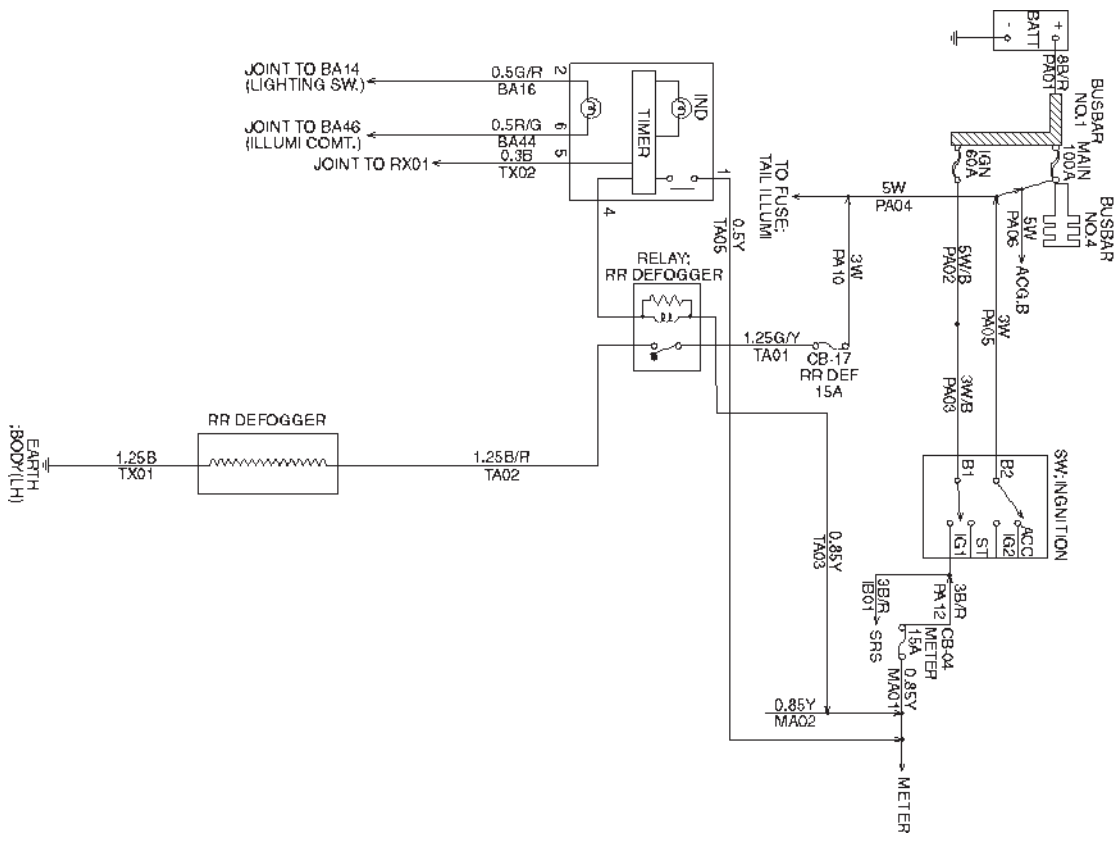 BATT
+
-
8B/R
PA01
BUSBAR
NO.1
MAIN
100A
IGN
60A
BUSBAR
NO.4
5W
PA06
ACG.B
5W
PA04
TO FUSE;
TAIL ILLUMI
3W
PA10
5W/B
PA02
3W
PA05
3W/B
PA03
JOINT TO BA14
(LIGHTING SW.)
0.5G/R
BA16
2
JOINT TO BA46
(ILLUMI COMT.)
0.5R/G
BA44
6
JOINT TO RX01
0.3B
TX02
5
IND
TIMER
1
4
0.5Y
TA05
RELAY;
RR DEFOGGER
1.25G/Y
TA01
CB-17
RR DEF
15A
RR DEFOGGER
1.25B
TX01
1.25B/R
TA02
EARTH
;BODY(LH)
0.85Y
TA03
SW;INGNITION
B2
B1
ACC
IG2
ST
IG1
3B/R
PA12
3B/R
IB01
SRS
CB-04
METER
15A
0.85Y
MA01
0.85Y
MA02
METER